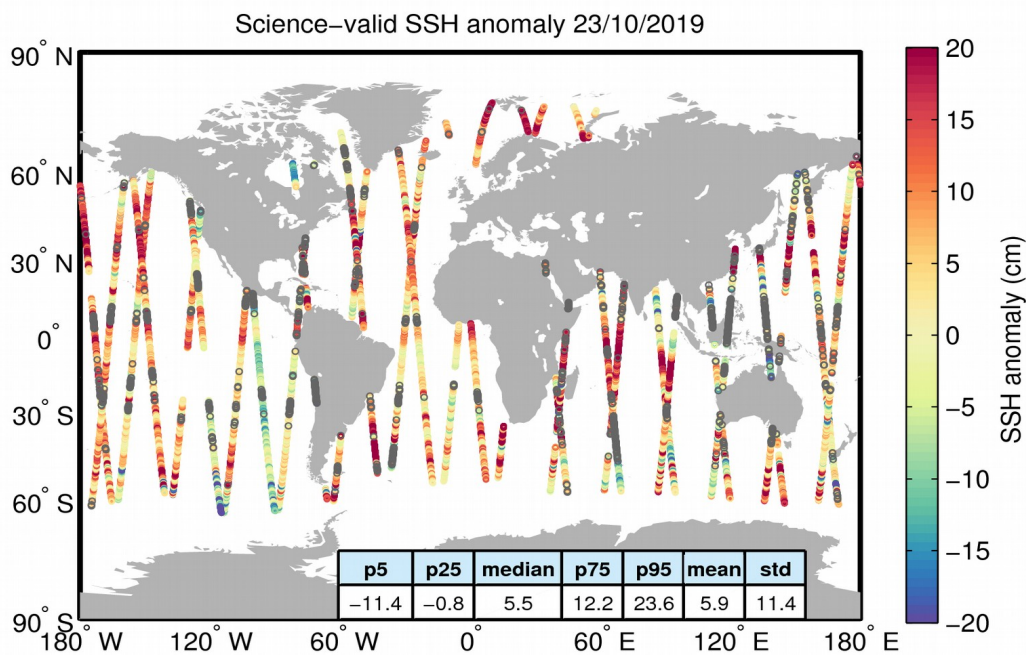 Science−valid SSH anomaly 23/10/2019
90° N
60° N
30° N
0°
30° S
60° S
90° S
180° W
120° W
60° W
0°
60° E
120° E
180° E
p5 p25 median p75 p95 mean std
−11.4 −0.8 5.5 12.2 23.6 5.9 11.4
20
15
10
5
0
−5
−10
−15
−20
SSH anomaly (cm)